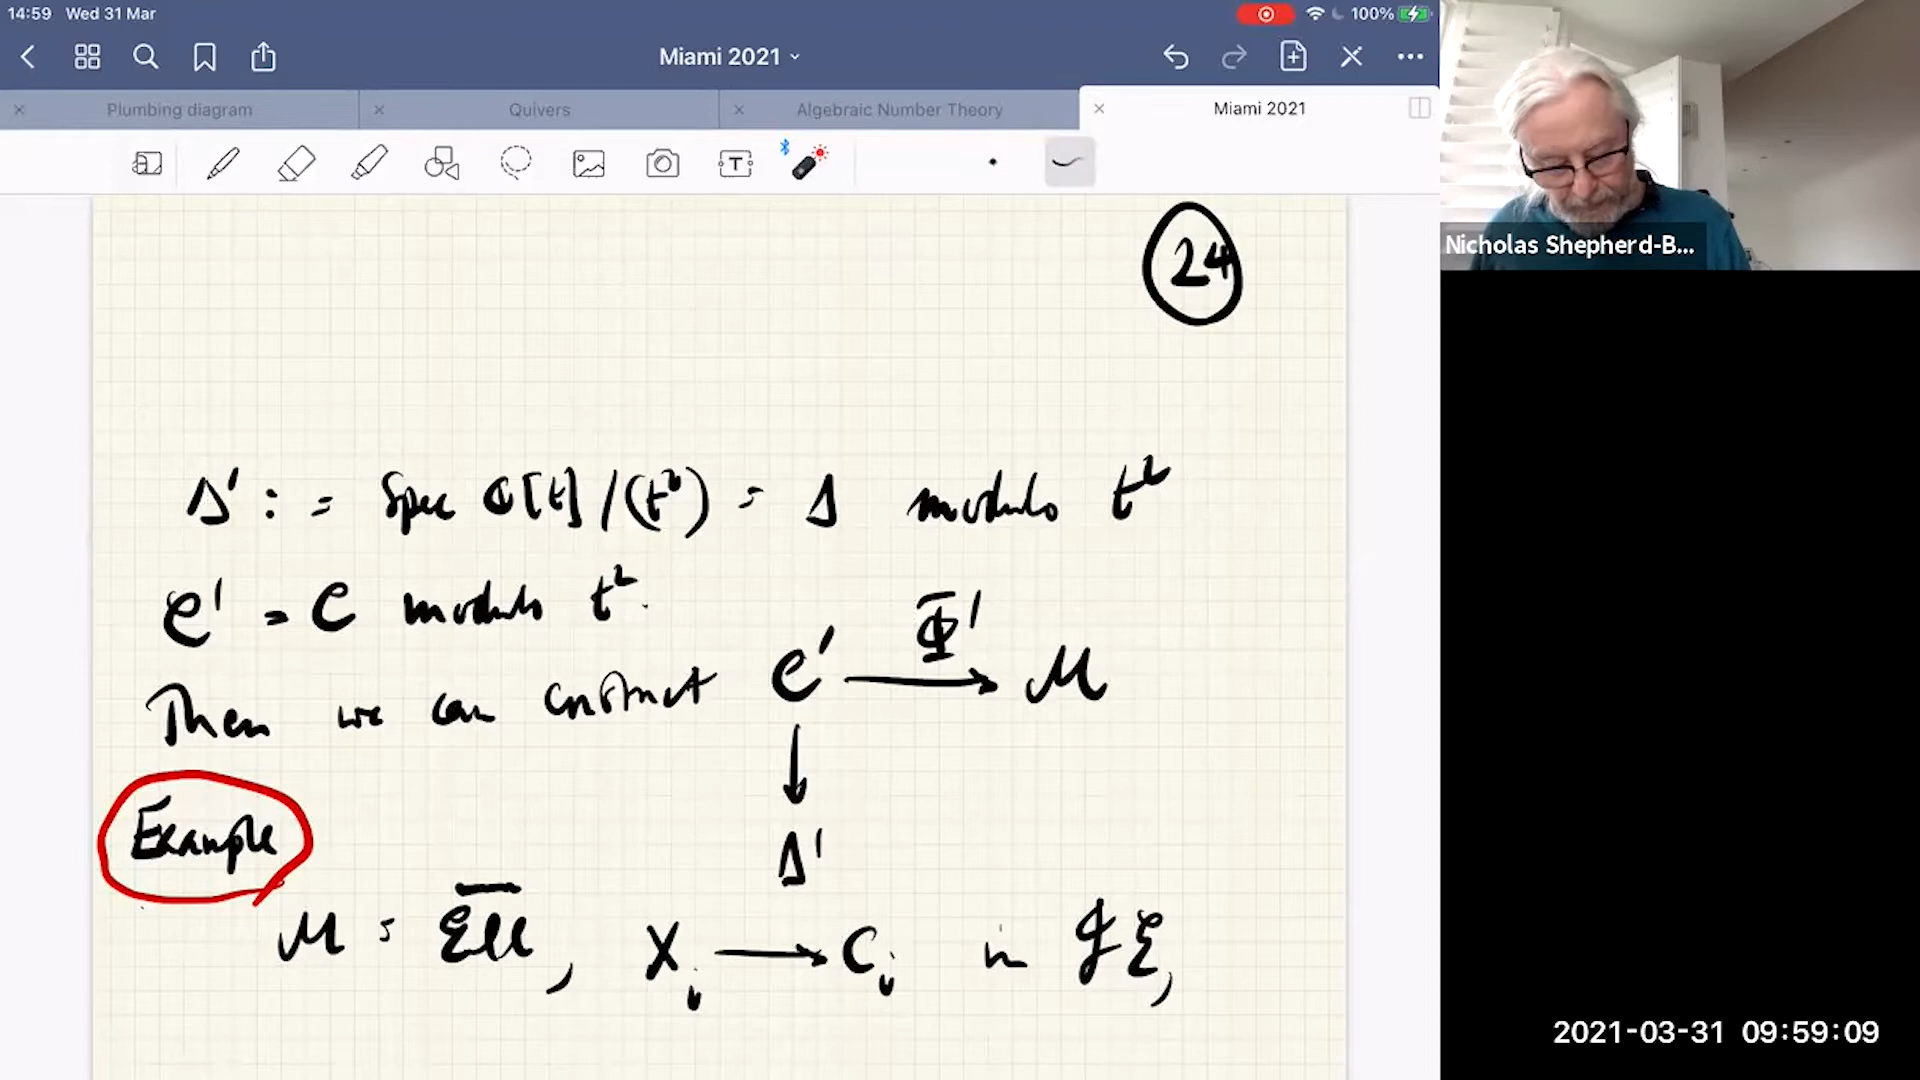 14:59 Wed 31 Mar
100%
Miami 2021
Plumbing diagram
Quivers
Algebraic Number Theory
Miami 2021
T
24
Δ' := Spec ℂ[t]/(t²) = Δ modulo t²
𝒞' = 𝒞 modulo t².
Then we can construct 𝒞' → ℳ
Φ̄'
↓
Δ'
Example
ℳ = \overline{ℰll}, X_i → C_i in 𝒥ℰ,
Nicholas Shepherd-B...
2021-03-31 09:59:09